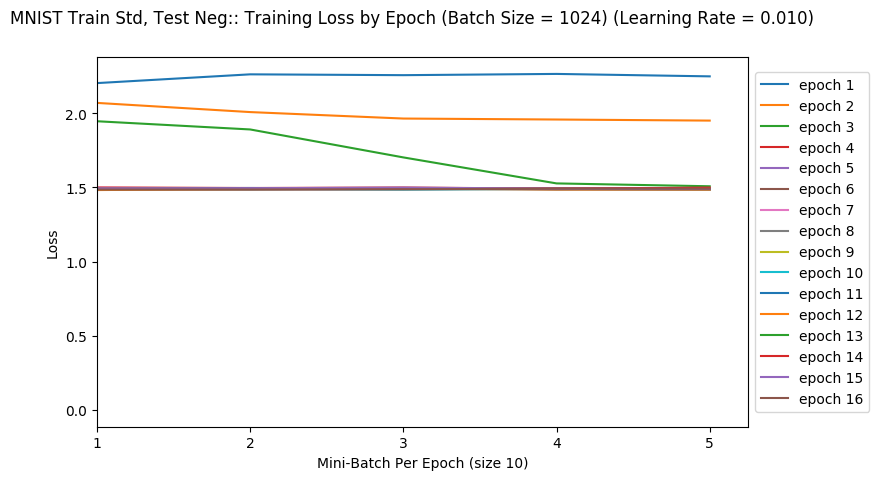 MNIST Train Std, Test Neg:: Training Loss by Epoch (Batch Size = 1024) (Learning Rate = 0.010)
Loss
2.0
1.5
1.0
0.5
0.0
1 2 3 4 5
Mini-Batch Per Epoch (size 10)
epoch 1
epoch 2
epoch 3
epoch 4
epoch 5
epoch 6
epoch 7
epoch 8
epoch 9
epoch 10
epoch 11
epoch 12
epoch 13
epoch 14
epoch 15
epoch 16